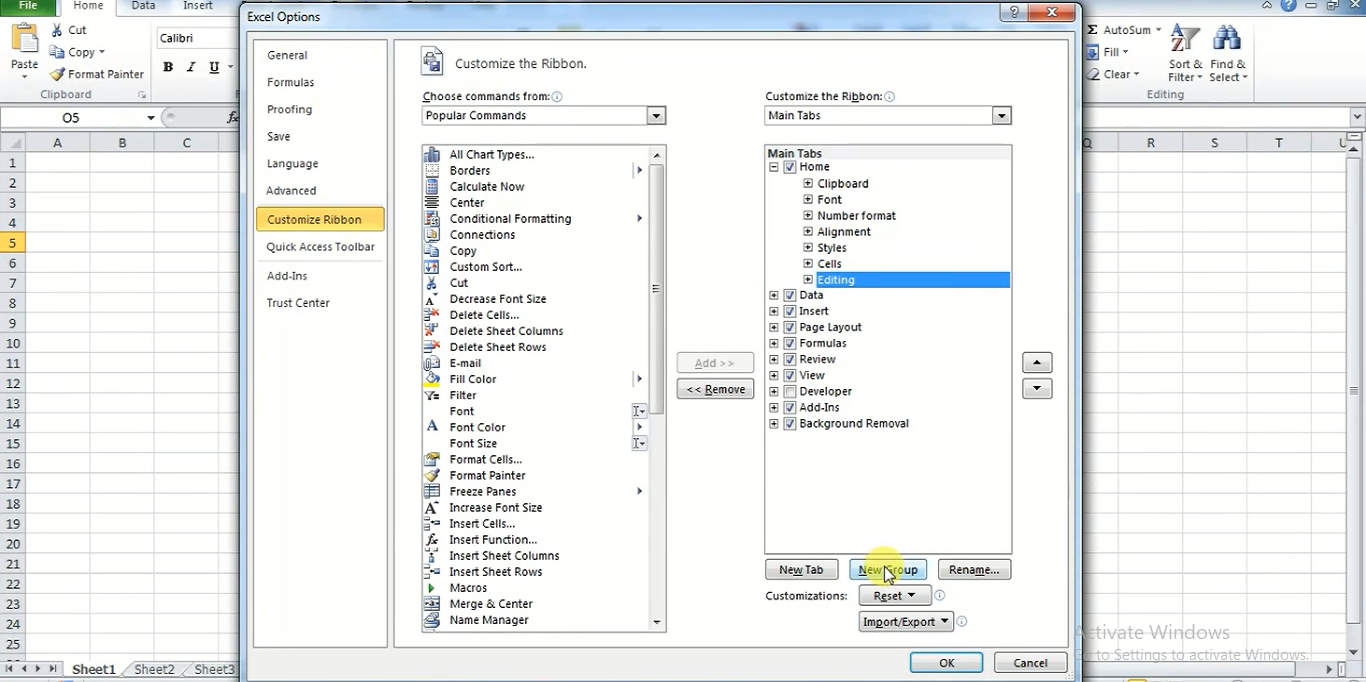 File Home Data Insert
Excel Options
Cut
Copy
Paste
Format Painter
Clipboard
Calibri
B I U
AutoSum
Fill
Clear
Sort & Filter
Find & Select
Editing
O5
fx
A B C Q R S T
1
2
3
4
5
6
7
8
9
10
11
12
13
14
15
16
17
18
19
20
21
22
23
24
25
General
Formulas
Proofing
Save
Language
Advanced
Customize Ribbon
Quick Access Toolbar
Add-Ins
Trust Center
Customize the Ribbon.
Choose commands from:
Popular Commands
All Chart Types...
Borders
Calculate Now
Center
Conditional Formatting
Connections
Copy
Custom Sort...
Cut
Decrease Font Size
Delete Cells...
Delete Sheet Columns
Delete Sheet Rows
E-mail
Fill Color
Filter
Font
Font Color
Font Size
Format Cells...
Format Painter
Freeze Panes
Increase Font Size
Insert Cells...
Insert Function...
Insert Sheet Columns
Insert Sheet Rows
Macros
Merge & Center
Name Manager
Add >>
<< Remove
Customize the Ribbon:
Main Tabs
Main Tabs
Home
Clipboard
Font
Number format
Alignment
Styles
Cells
Editing
Data
Insert
Page Layout
Formulas
Review
View
Developer
Add-Ins
Background Removal
New Tab New Group Rename...
Customizations: Reset
Import/Export
OK Cancel
Sheet1 Sheet2 Sheet3
Activate Windows
to Settings to activate Windows.